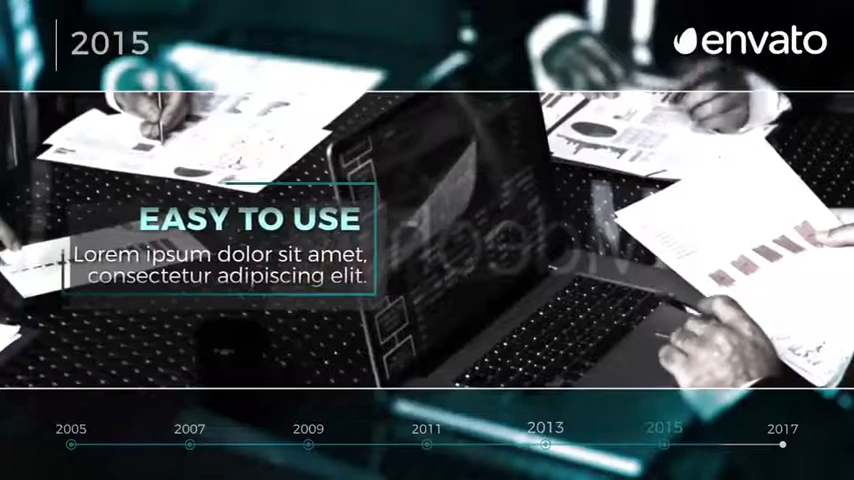 2015
envato
EASY TO USE
Lorem ipsum dolor sit amet,
consectetur adipiscing elit.
2005
2007
2009
2011
2013
2015
2017